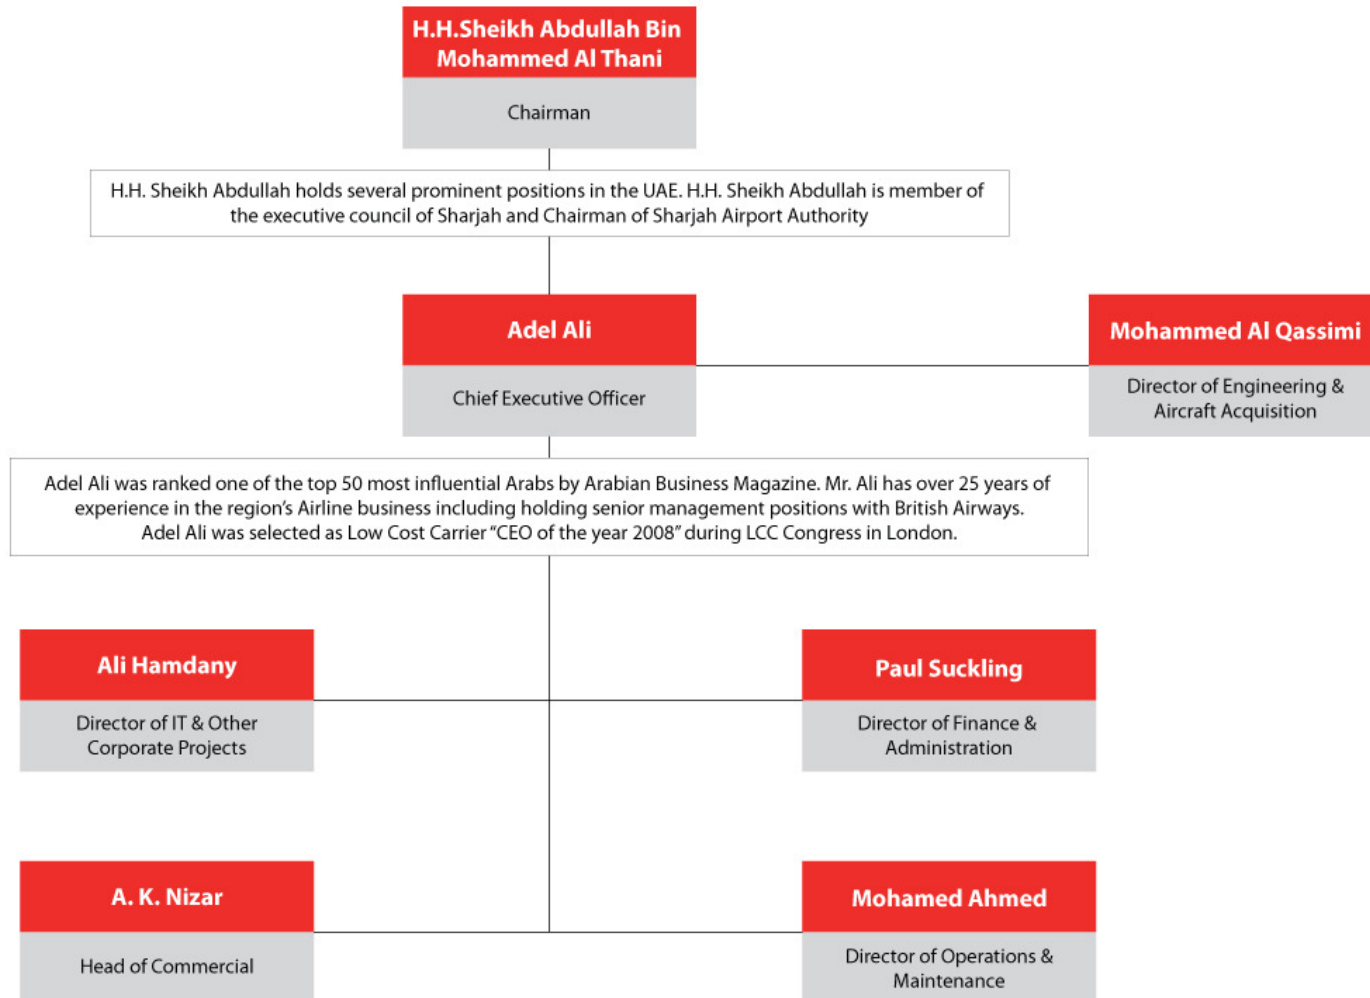 H.H.Sheikh Abdullah Bin
Mohammed Al Thani
Chairman
H.H. Sheikh Abdullah holds several prominent positions in the UAE. H.H. Sheikh Abdullah is member of
the executive council of Sharjah and Chairman of Sharjah Airport Authority
Adel Ali
Chief Executive Officer
Mohammed Al Qassimi
Director of Engineering &
Aircraft Acquisition
Adel Ali was ranked one of the top 50 most influential Arabs by Arabian Business Magazine. Mr. Ali has over 25 years of
experience in the region's Airline business including holding senior management positions with British Airways.
Adel Ali was selected as Low Cost Carrier “CEO of the year 2008” during LCC Congress in London.
Ali Hamdany
Director of IT & Other
Corporate Projects
Paul Suckling
Director of Finance &
Administration
A. K. Nizar
Head of Commercial
Mohamed Ahmed
Director of Operations &
Maintenance